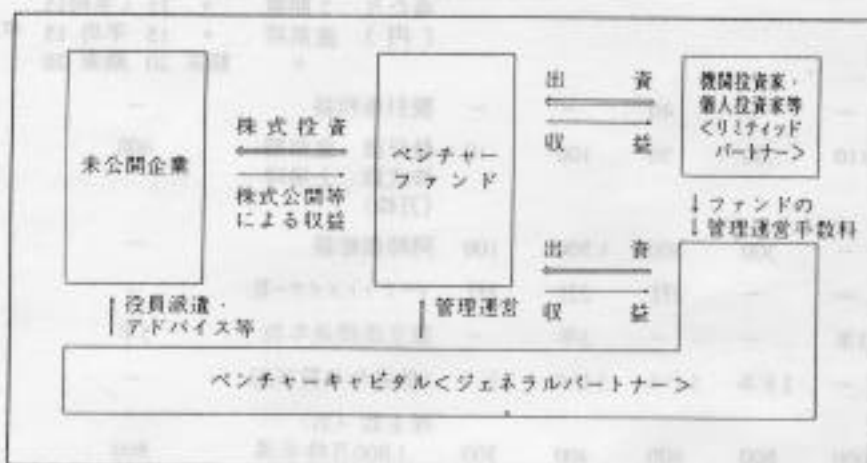 未公開企業
株式投資
株式公開等
による収益
ベンチャー
ファンド
出資
収益
機関投資家・
個人投資家等
<リミティッド
パートナー>
↓ファンドの
↓管理運営手数料
出資
収益
役員派遣・
アドバイス等
管理運営
ベンチャーキャピタル<ジェネラルパートナー>